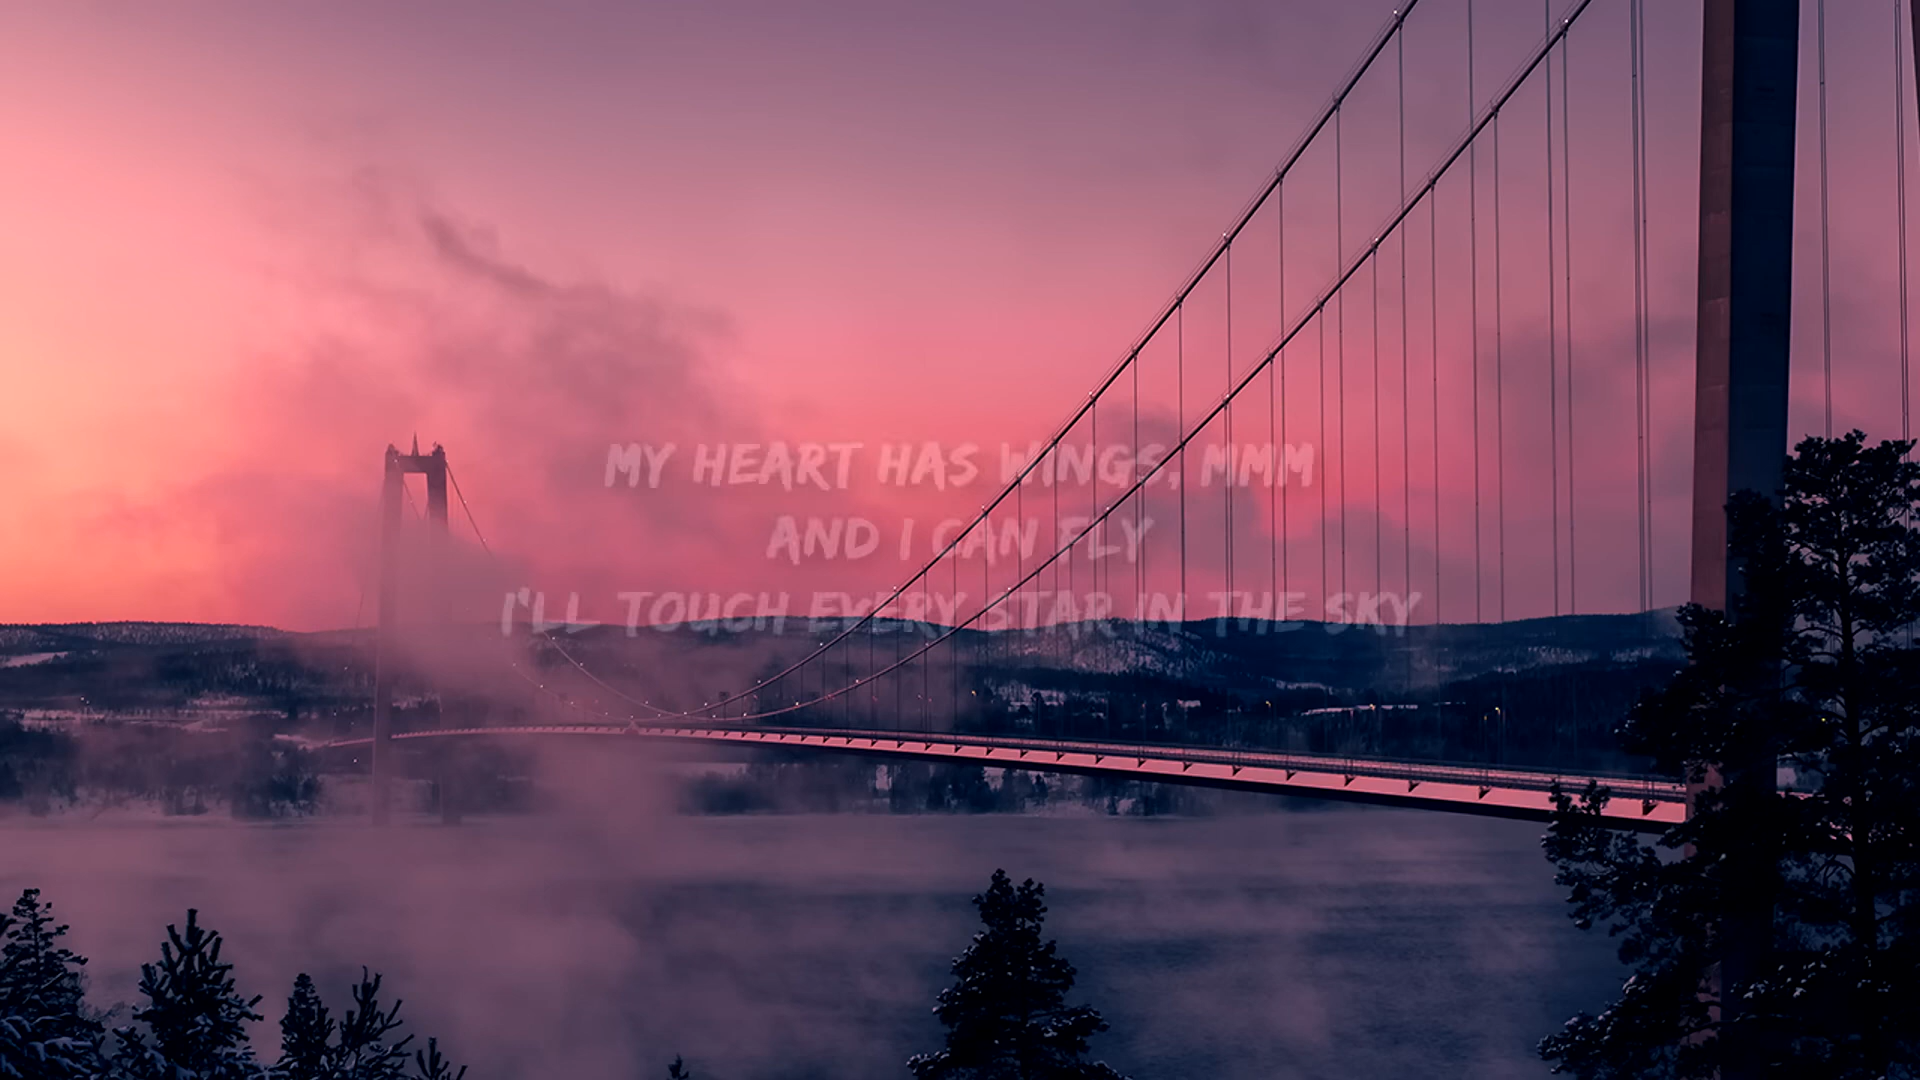 MY HEART HAS WINGS, MMM
AND I CAN FLY
I'LL TOUCH EVERY STAR IN THE SKY